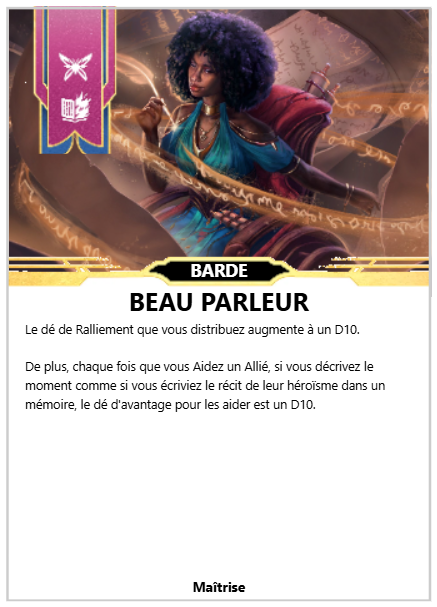 BARDE
BEAU PARLEUR
Le dé de Ralliement que vous distribuez augmente à un D10.
De plus, chaque fois que vous Aidez un Allié, si vous décrivez le
moment comme si vous écriviez le récit de leur héroïsme dans un
mémoire, le dé d'avantage pour les aider est un D10.
Maîtrise